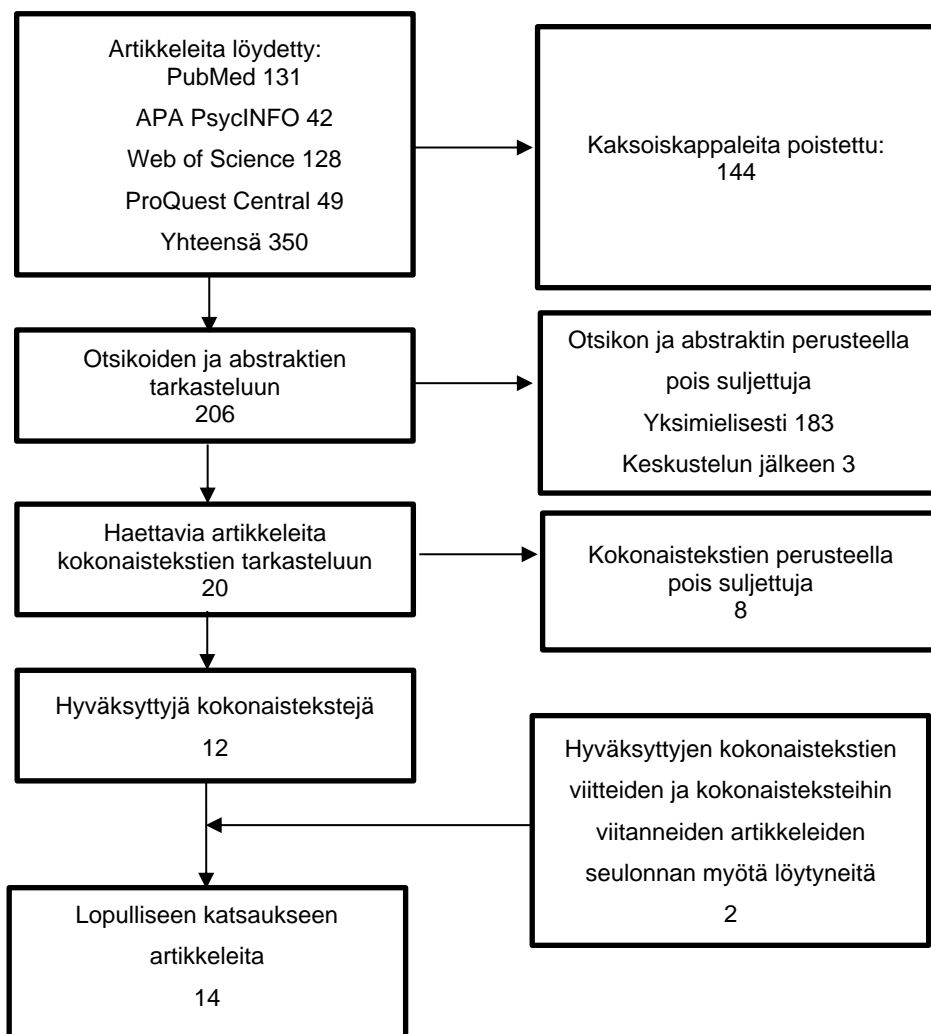 Artikkeleita löydetty:
PubMed 131
APA PsycINFO 42
Web of Science 128
ProQuest Central 49
Yhteensä 350
Kaksoiskappaleita poistettu:
144
Otsikoiden ja abstraktien
tarkasteluun
206
Otsikon ja abstraktin perusteella
pois suljettuja
Yksimielisesti 183
Keskustelun jälkeen 3
Haettavia artikkeleita
kokonaistekstien tarkasteluun
20
Kokonaistekstien perusteella
pois suljettuja
8
Hyväksyttyjä kokonaistekstejä
12
Hyväksyttyjen kokonaistekstien
viitteiden ja kokonaisteksteihin
viitanneiden artikkeleiden
seulonnan myötä löytyneitä
2
Lopulliseen katsaukseen
artikkeleita
14